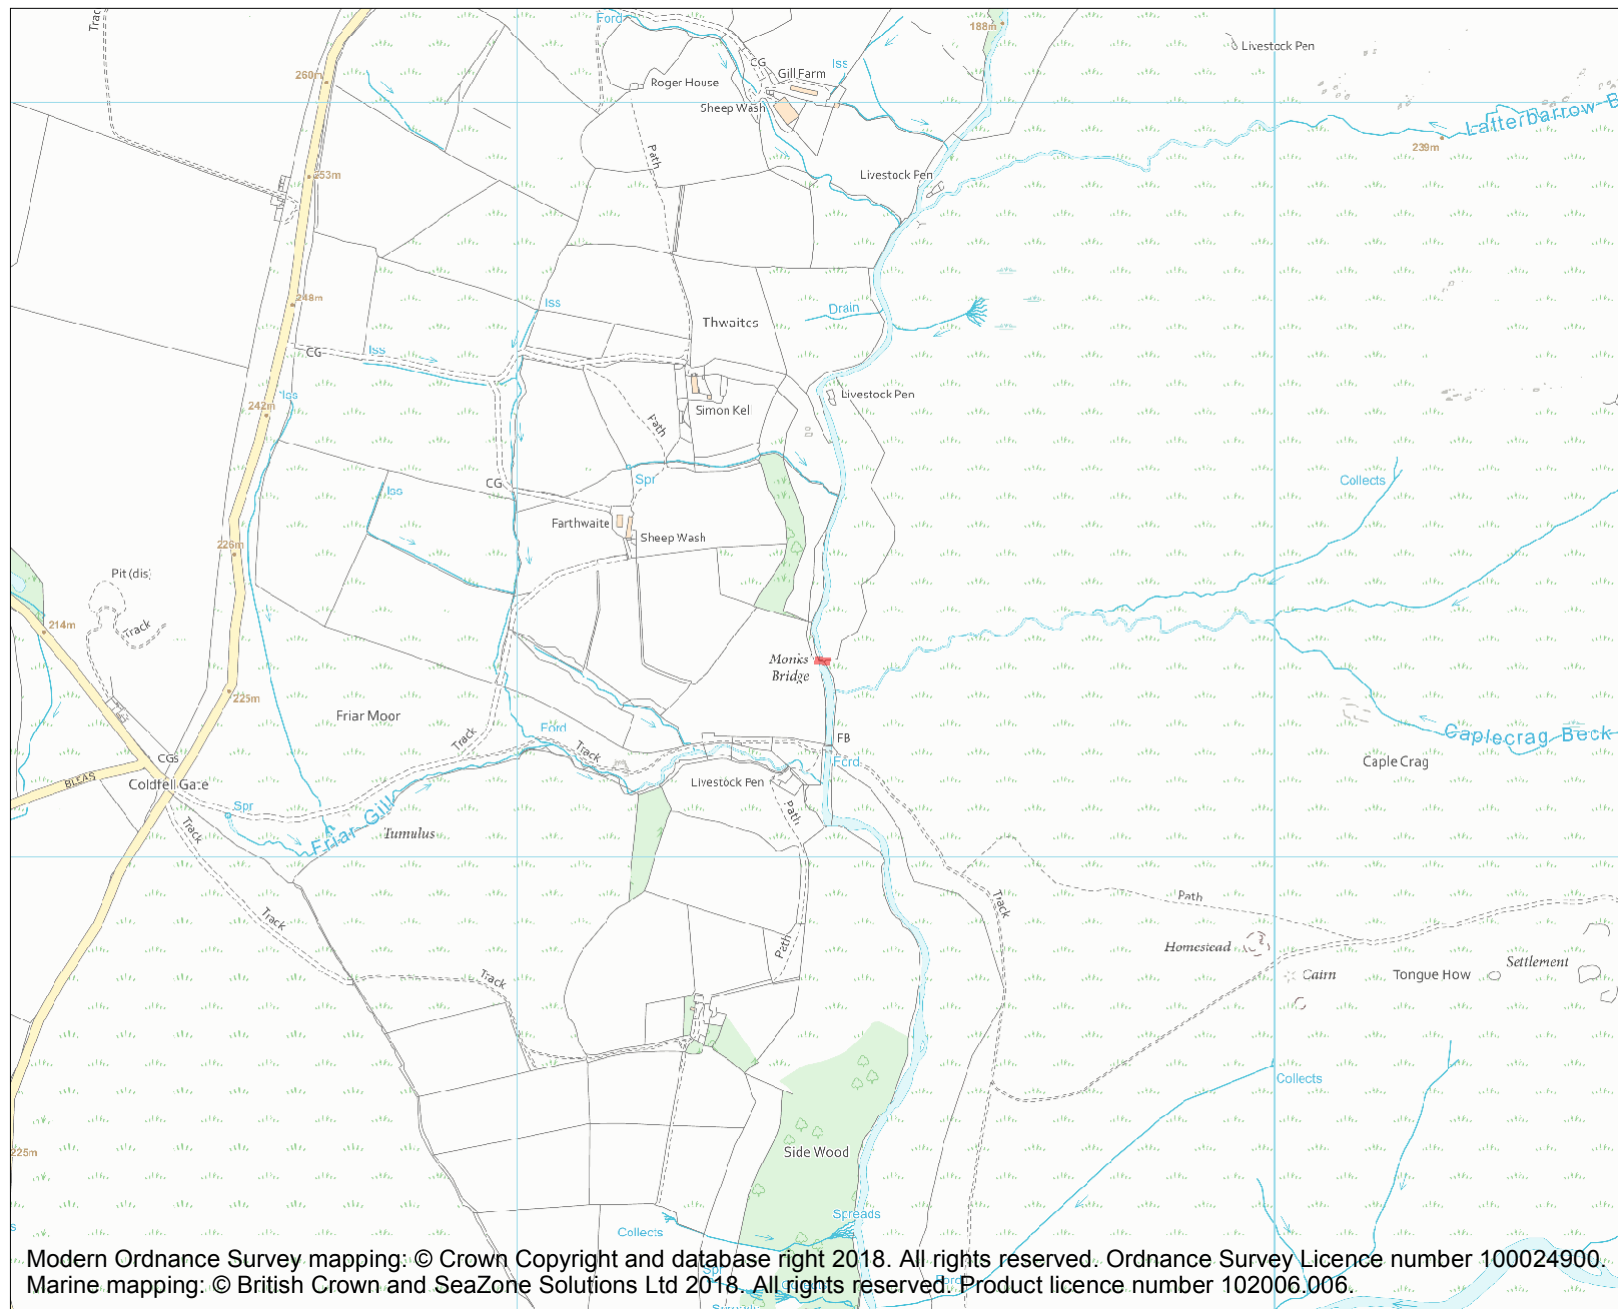 Track
Ford
188m
Livestock Pen
260m
CG
Gill Farm
Iss
Roger House
Sheep Wash
Latterbarrow B
239m
Path
253m
Livestock Pen
248m
Iss
Drain
Thwaites
CG
Iss
Iss
242m
Simon Kel
Livestock Pen
Path
Spr
Collects
CG
Iss
Farthwaite
Sheep Wash
226m
Pit (dis)
214m
Track
Monks
Bridge
225m
Friar Moor
Ford
Track
Track
FB
Ford
Caplecrag Beck
Caple Crag
CGs
BLEAS
Coldfell Gate
Livestock Pen
Spr
Path
Friar Gill
Tumulus
Track
Track
Path
Track
Path
Homestead
Settlement
Cairn
Tongue How
Track
Collects
225m
Side Wood
Spreads
Collects
s
Modern Ordnance Survey mapping: © Crown Copyright and database right 2018. All rights reserved. Ordnance Survey Licence number 100024900.
Spr
Ford
Marine mapping: © British Crown and SeaZone Solutions Ltd 2018. All rights reserved. Product licence number 102006.006.